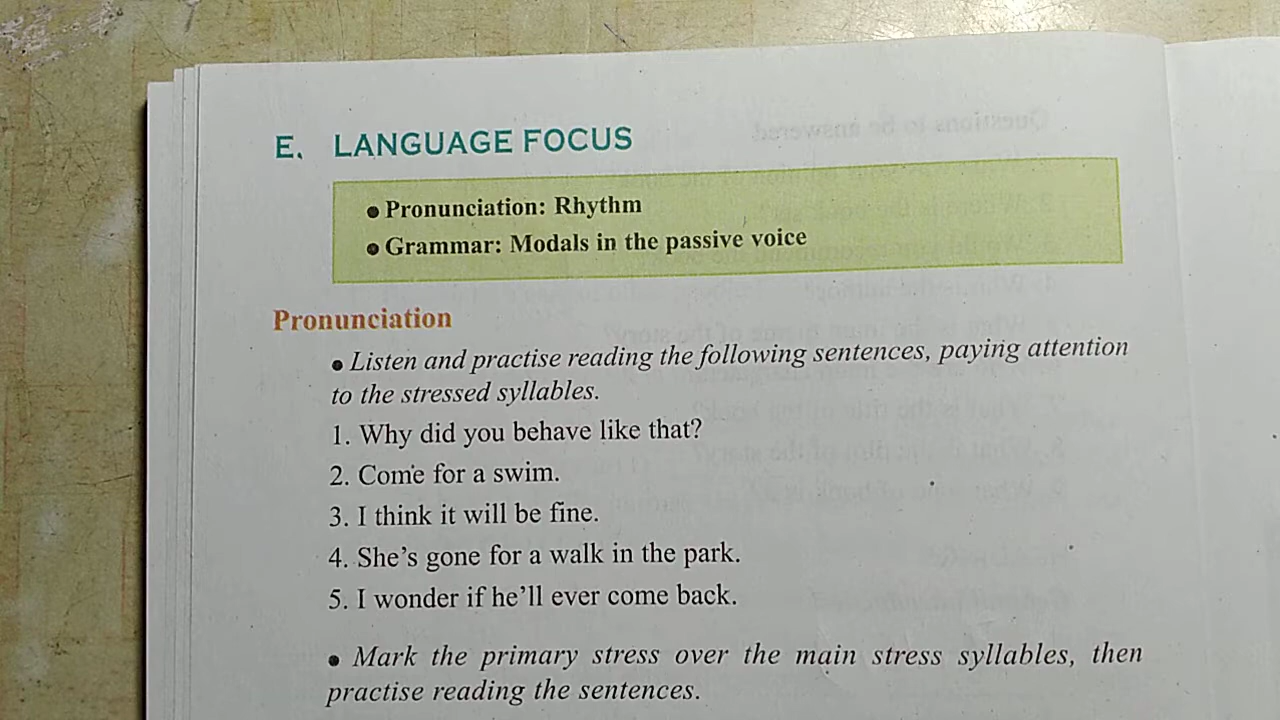 E. LANGUAGE FOCUS
● Pronunciation: Rhythm
● Grammar: Modals in the passive voice
Pronunciation
● Listen and practise reading the following sentences, paying attention
to the stressed syllables.
1. Why did you behave like that?
2. Come for a swim.
3. I think it will be fine.
4. She's gone for a walk in the park.
5. I wonder if he'll ever come back.
● Mark the primary stress over the main stress syllables, then
practise reading the sentences.